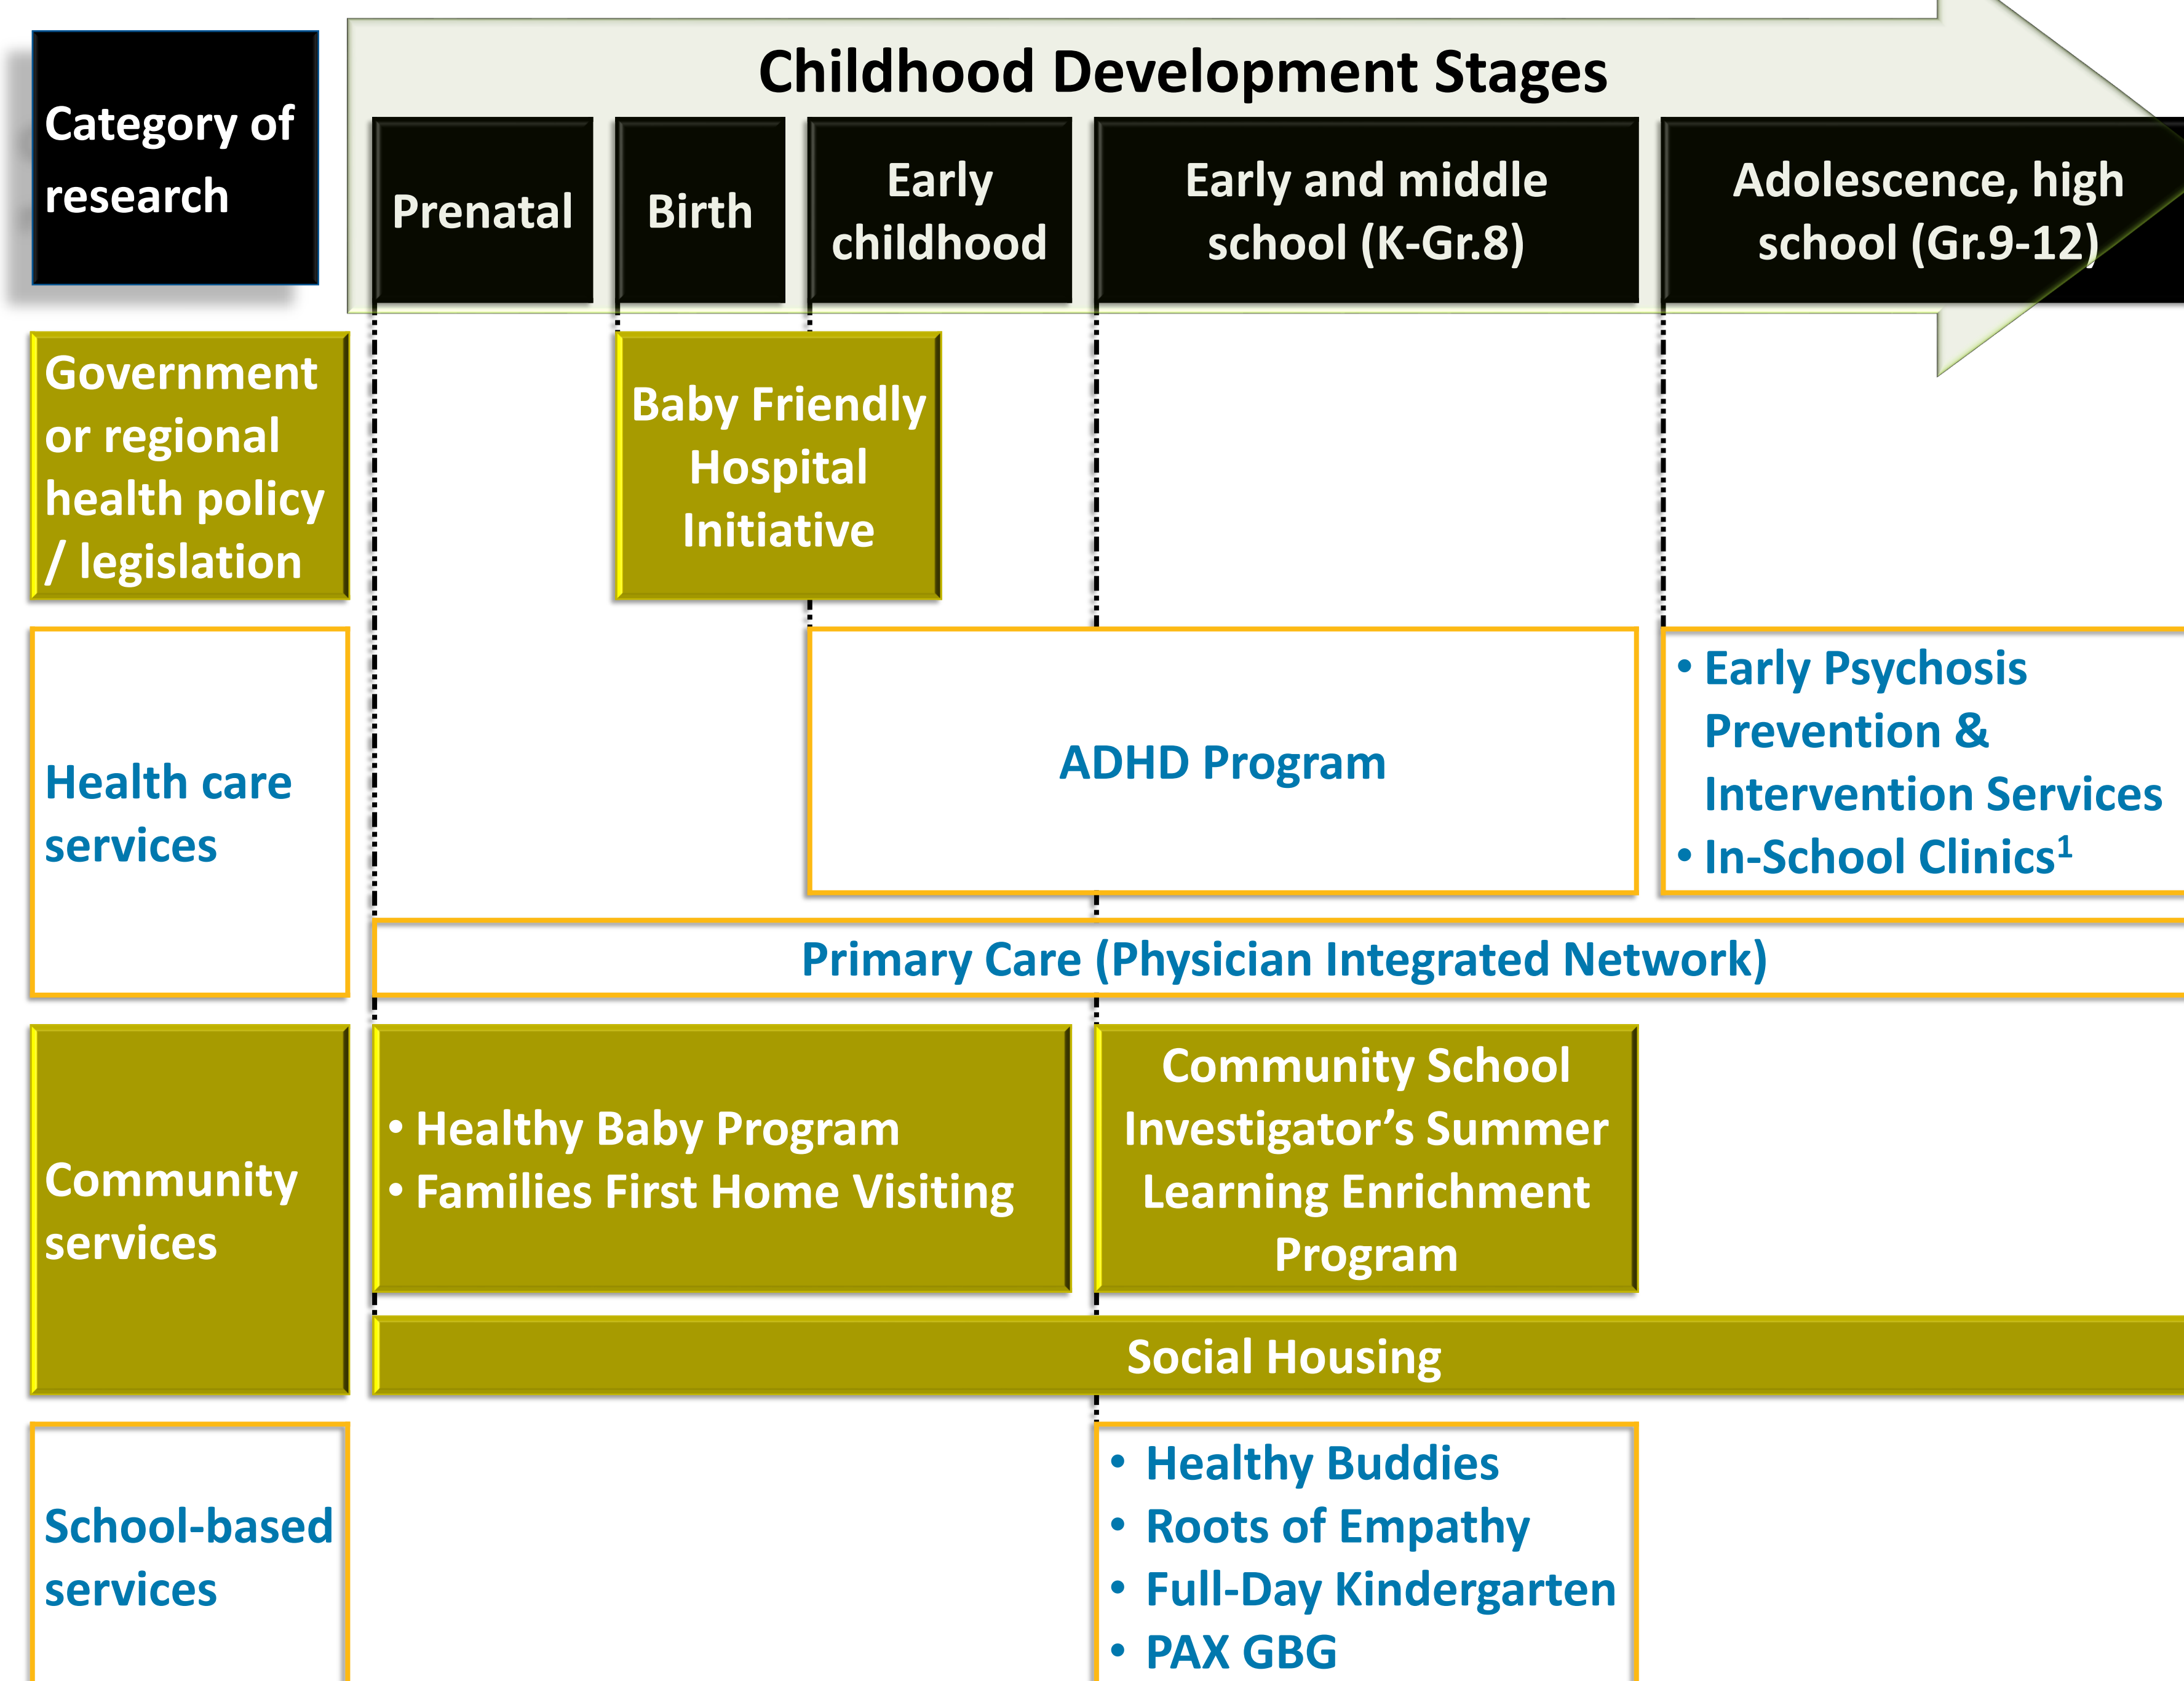 Childhood Development Stages
Category of
research
Prenatal
Birth
Early
childhood
Early and middle
school (K-Gr.8)
Adolescence, high
school (Gr.9-12)
Government
or regional
health policy
/ legislation
Baby Friendly
Hospital
Initiative
Health care
services
ADHD Program
• Early Psychosis
Prevention &
Intervention Services
• In-School Clinics¹
Primary Care (Physician Integrated Network)
Community
services
• Healthy Baby Program
• Families First Home Visiting
Community School
Investigator’s Summer
Learning Enrichment
Program
Social Housing
School-based
services
• Healthy Buddies
• Roots of Empathy
• Full-Day Kindergarten
• PAX GBG